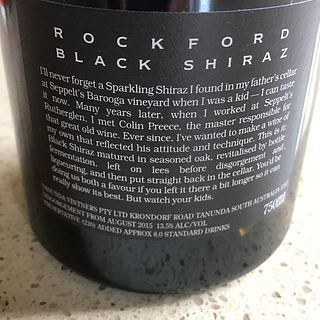 ROCKFORD
BLACK SHIRAZ
I'll never forget a Sparkling Shiraz I found in my father's cellar
at Seppelt's Barooga vineyard when I was a kid – I can taste
it now. Many years later, when I worked at Seppelt's
Rutherglen, I met Colin Preece, the master responsible for
that great old wine. Ever since, I've wanted to make a wine of
my own that reflected his attitude and technique. This is it:
Black Shiraz matured in seasoned oak, revitalised by bottle
fermentation, left on lees before disgorgement and
liqueuring, and then put straight back in the cellar. You'd be
doing us both a favour if you left it there a bit longer so it can
really show its best. But watch your kids.
TANUNDA VINTNERS PTY LTD KRONDORF ROAD TANUNDA SOUTH AUSTRALIA
DISGORGEMENT FROM AUGUST 2015 13.5% ALC/VOL
PRESERVATIVE (220) ADDED APPROX 8.0 STANDARD DRINKS
750ml